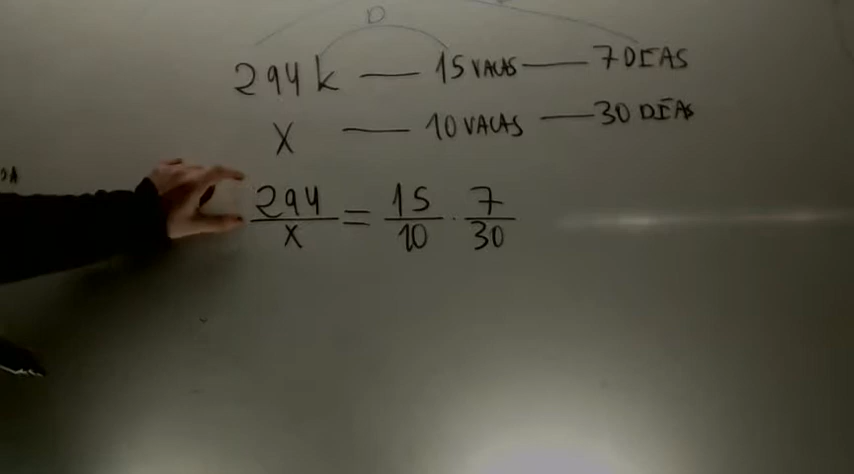 D
294 k — 15 VACAS — 7 DÍAS
X — 10 VACAS — 30 DÍAS
294/X = 15/10 · 7/30